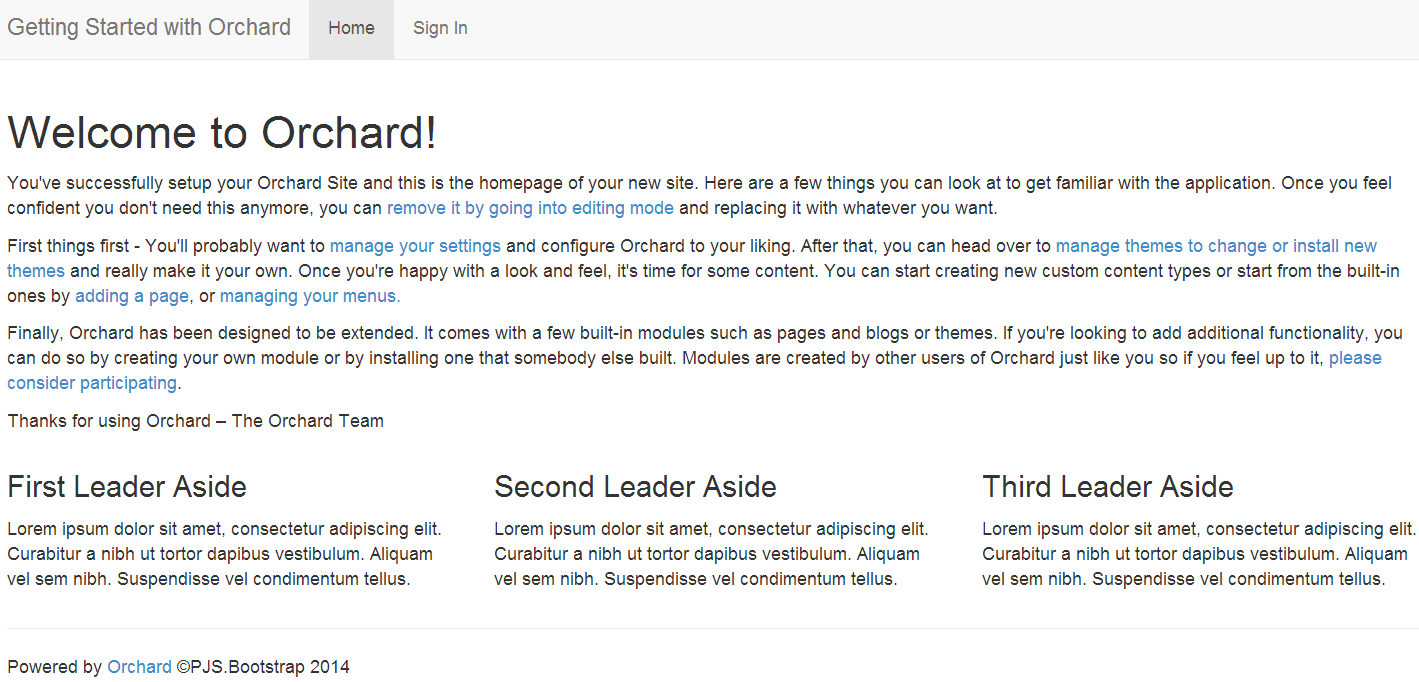 Getting Started with Orchard Home Sign In
Welcome to Orchard!
You've successfully setup your Orchard Site and this is the homepage of your new site. Here are a few things you can look at to get familiar with the application. Once you feel
confident you don't need this anymore, you can remove it by going into editing mode and replacing it with whatever you want.
First things first - You'll probably want to manage your settings and configure Orchard to your liking. After that, you can head over to manage themes to change or install new
themes and really make it your own. Once you're happy with a look and feel, it's time for some content. You can start creating new custom content types or start from the built-in
ones by adding a page, or managing your menus.
Finally, Orchard has been designed to be extended. It comes with a few built-in modules such as pages and blogs or themes. If you're looking to add additional functionality, you
can do so by creating your own module or by installing one that somebody else built. Modules are created by other users of Orchard just like you so if you feel up to it, please
consider participating.
Thanks for using Orchard – The Orchard Team
First Leader Aside
Lorem ipsum dolor sit amet, consectetur adipiscing elit.
Curabitur a nibh ut tortor dapibus vestibulum. Aliquam
vel sem nibh. Suspendisse vel condimentum tellus.
Second Leader Aside
Lorem ipsum dolor sit amet, consectetur adipiscing elit.
Curabitur a nibh ut tortor dapibus vestibulum. Aliquam
vel sem nibh. Suspendisse vel condimentum tellus.
Third Leader Aside
Lorem ipsum dolor sit amet, consectetur adipiscing elit.
Curabitur a nibh ut tortor dapibus vestibulum. Aliquam
vel sem nibh. Suspendisse vel condimentum tellus.
Powered by Orchard ©PJS.Bootstrap 2014